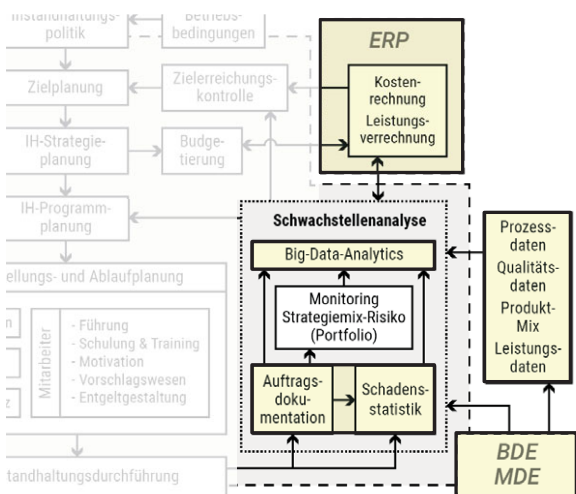 politik
Betriebs-
bedingungen
ERP
Zielplanung
Zielerreichungs-
kontrolle
Kosten-
rechnung
Leistungs-
verrechnung
IH-Strategie-
planung
Budge-
tierung
IH-Programm-
planung
Schwachstellenanalyse
Big-Data-Analytics
Monitoring
Strategiemix-Risiko
(Portfolio)
Auftrags-
doku-
mentation
Schadens-
statistik
Prozess-
daten
Qualitäts-
daten
Produkt-
Mix
Leistungs-
daten
BDE
MDE
ellungs- und Ablaufplanung
Mitarbeiter
- Führung
- Schulung & Training
- Motivation
- Vorschlagswesen
- Entgeltgestaltung
z
tandhaltungsdurchführung